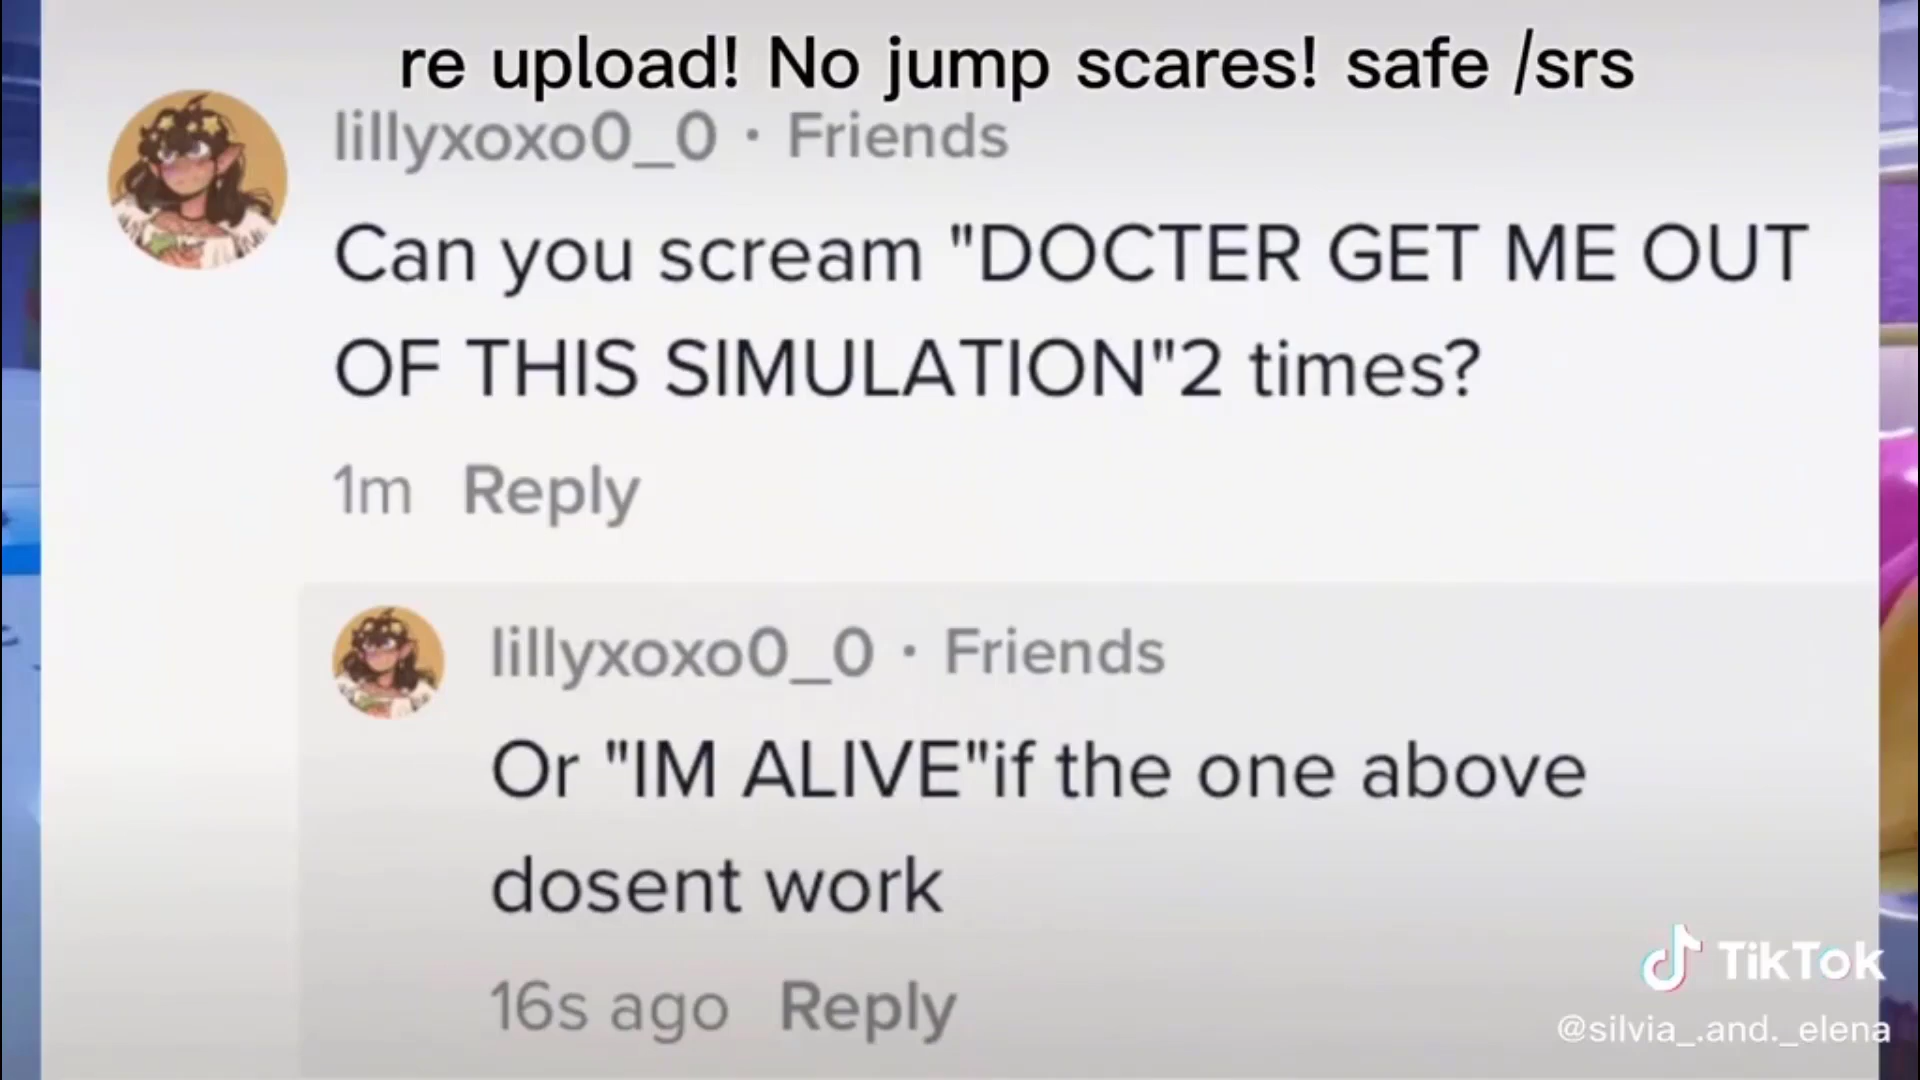 re upload! No jump scares! safe /srs
lillyxoxo0_0 · Friends
Can you scream "DOCTER GET ME OUT
OF THIS SIMULATION"2 times?
1m Reply
lillyxoxo0_0 · Friends
Or "IM ALIVE"if the one above
dosent work
16s ago Reply
TikTok
@silvia_.and._elena